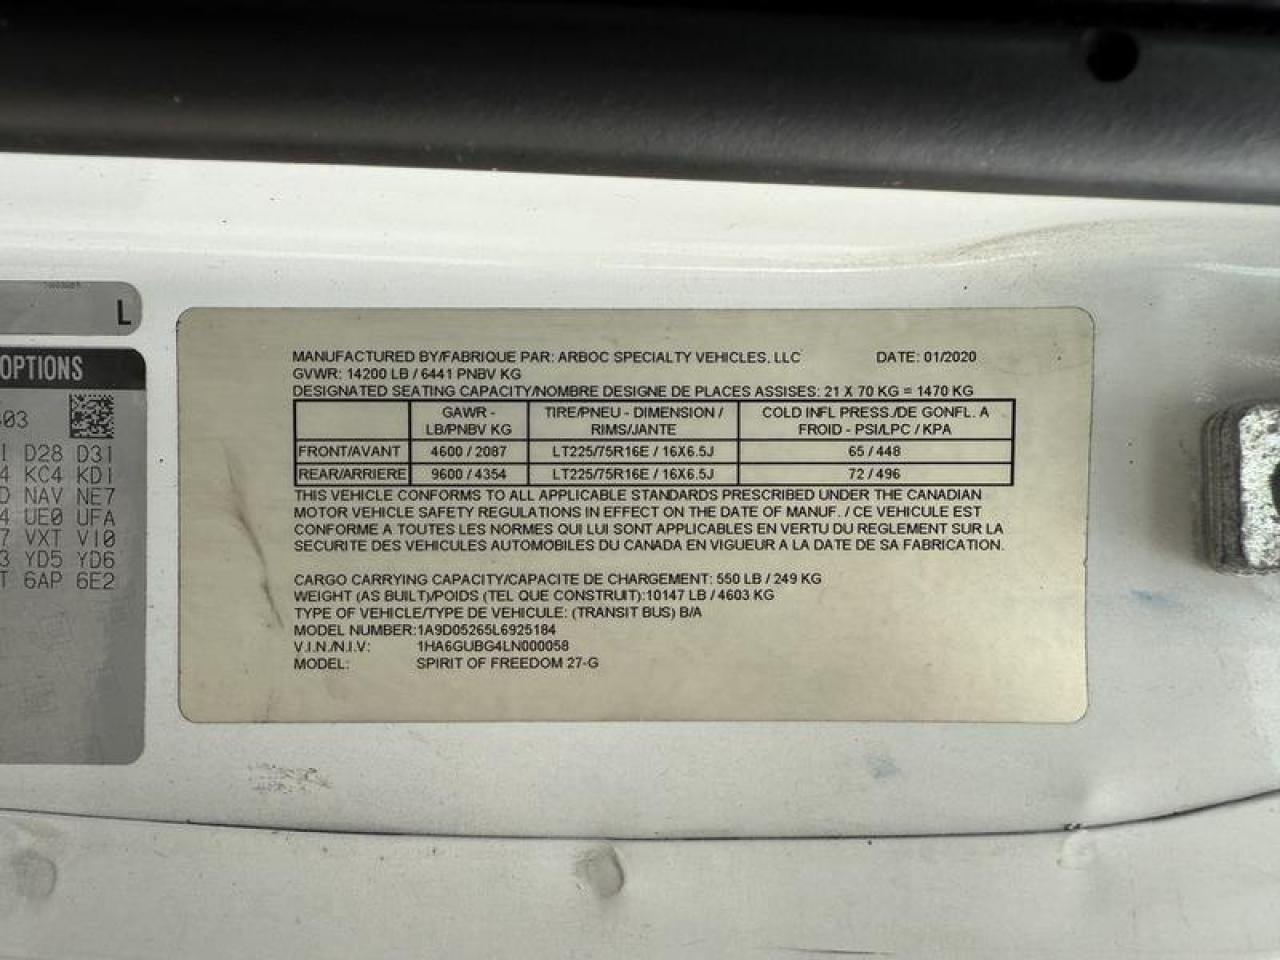 L
OPTIONS
403
I D28 D31
4 KC4 KDI
D NAV NE7
4 UE0 UFA
7 VXT VI0
3 YD5 YD6
T 6AP 6E2
MANUFACTURED BY/FABRIQUE PAR: ARBOC SPECIALTY VEHICLES, LLC DATE: 01/2020
GVWR: 14200 LB / 6441 PNBV KG
DESIGNATED SEATING CAPACITY/NOMBRE DESIGNE DE PLACES ASSISES: 21 X 70 KG = 1470 KG
GAWR - TIRE/PNEU - DIMENSION / COLD INFL PRESS./DE GONFL. A
LB/PNBV KG RIMS/JANTE FROID - PSI/LPC / KPA
FRONT/AVANT 4600 / 2087 LT225/75R16E / 16X6.5J 65 / 448
REAR/ARRIERE 9600 / 4354 LT225/75R16E / 16X6.5J 72 / 496
THIS VEHICLE CONFORMS TO ALL APPLICABLE STANDARDS PRESCRIBED UNDER THE CANADIAN
MOTOR VEHICLE SAFETY REGULATIONS IN EFFECT ON THE DATE OF MANUF. / CE VEHICULE EST
CONFORME A TOUTES LES NORMES QUI LUI SONT APPLICABLES EN VERTU DU REGLEMENT SUR LA
SECURITE DES VEHICULES AUTOMOBILES DU CANADA EN VIGUEUR A LA DATE DE SA FABRICATION.
CARGO CARRYING CAPACITY/CAPACITE DE CHARGEMENT: 550 LB / 249 KG
WEIGHT (AS BUILT)/POIDS (TEL QUE CONSTRUIT):10147 LB / 4603 KG
TYPE OF VEHICLE/TYPE DE VEHICULE: (TRANSIT BUS) B/A
MODEL NUMBER:1A9D05265L6925184
V.I.N./N.I.V: 1HA6GUBG4LN000058
MODEL: SPIRIT OF FREEDOM 27-G